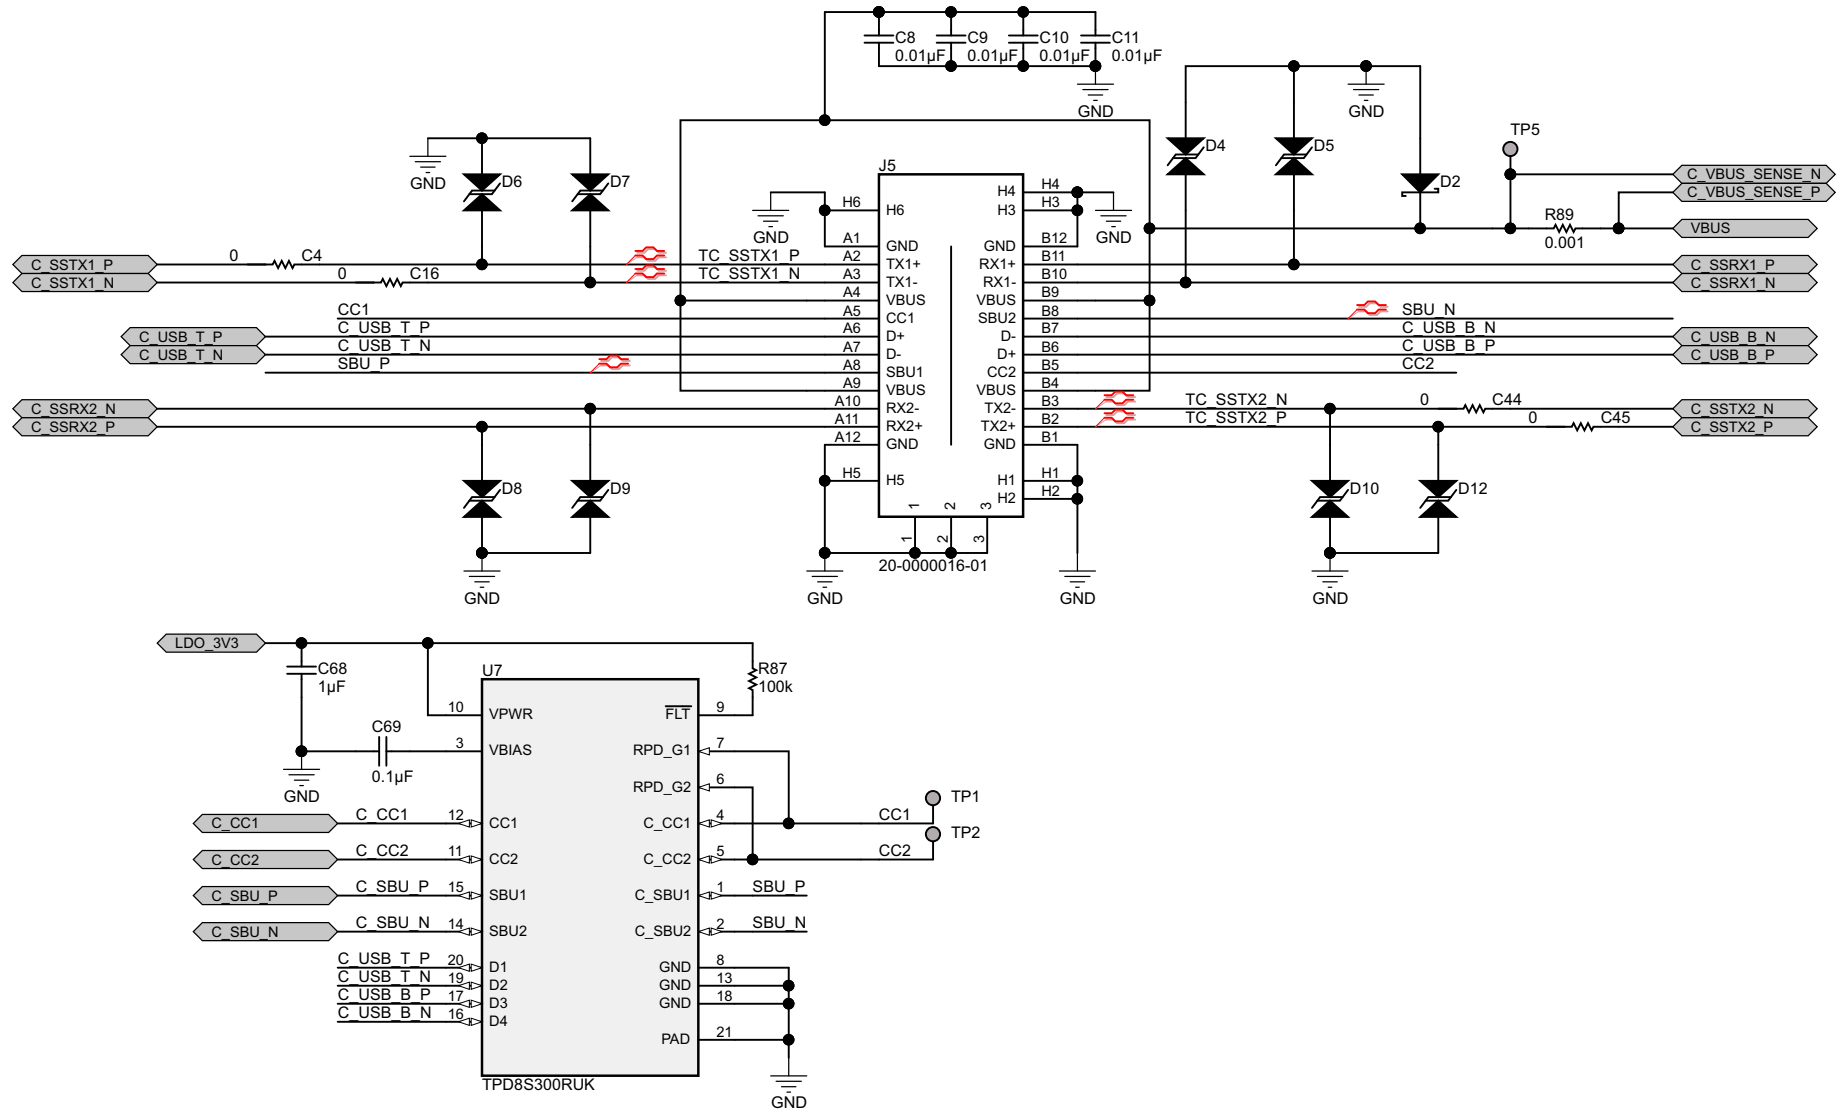 C8 C9 C10 C11
0.01µF 0.01µF 0.01µF 0.01µF
GND GND
TP5
D4 D5
J5
D6 D7 D2
GND
C_VBUS_SENSE_N
C_VBUS_SENSE_P
H4 H4
H6 H6 H3 H3
R89
VBUS
0.001
GND GND
A1 GND GND B12
C_SSTX1_P 0 C4 TC_SSTX1_P A2 TX1+ RX1+ B11 C_SSRX1_P
C_SSTX1_N 0 C16 TC_SSTX1_N A3 TX1- RX1- B10 C_SSRX1_N
A4 VBUS VBUS B9
CC1 A5 CC1 SBU2 B8 SBU_N
C_USB_T_P C_USB_T_P A6 D+ D- B7 C_USB_B_N C_USB_B_N
C_USB_T_N C_USB_T_N A7 D- D+ B6 C_USB_B_P C_USB_B_P
SBU_P A8 SBU1 CC2 B5 CC2
A9 VBUS VBUS B4
C_SSRX2_N A10 RX2- TX2- B3 TC_SSTX2_N 0 C44 C_SSTX2_N
C_SSRX2_P A11 RX2+ TX2+ B2 TC_SSTX2_P 0 C45 C_SSTX2_P
A12 GND GND B1
H5 H5 H1 H1
D8 D9 H2 H2 D10 D12
1 2 3
1 2 3
20-0000016-01
GND GND GND GND
LDO_3V3
C68 U7 R87
1µF 100k
10 VPWR FLT 9
C69
3 VBIAS RPD_G1 7
0.1µF
GND RPD_G2 6
TP1
C_CC1 C_CC1 12 CC1 C_CC1 4 CC1
TP2
C_CC2 C_CC2 11 CC2 C_CC2 5 CC2
C_SBU_P C_SBU_P 15 SBU1 C_SBU1 1 SBU_P
C_SBU_N C_SBU_N 14 SBU2 C_SBU2 2 SBU_N
C_USB_T_P 20 D1 GND 8
C_USB_T_N 19 D2 GND 13
C_USB_B_P 17 D3 GND 18
C_USB_B_N 16 D4
PAD 21
TPD8S300RUK
GND